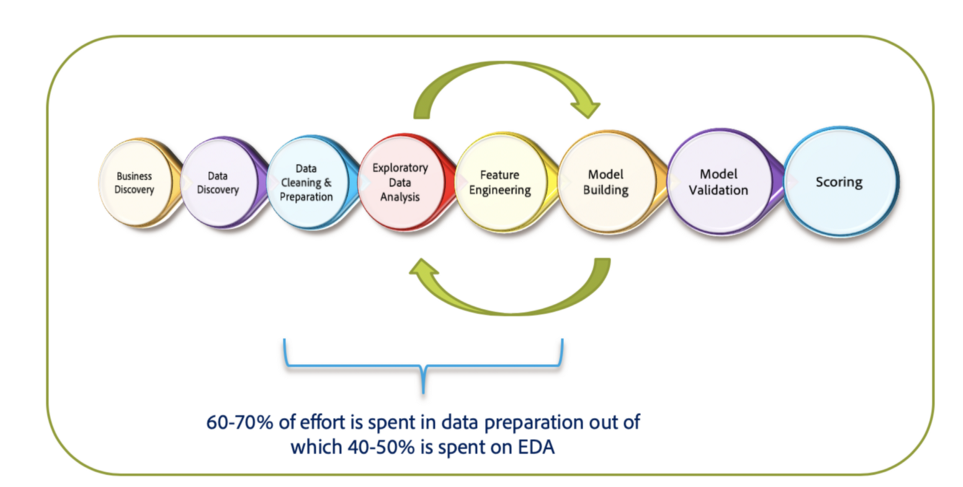 Business
Discovery
Data
Discovery
Data
Cleaning &
Preparation
Exploratory
Data
Analysis
Feature
Engineering
Model
Building
Model
Validation
Scoring
60-70% of effort is spent in data preparation out of
which 40-50% is spent on EDA